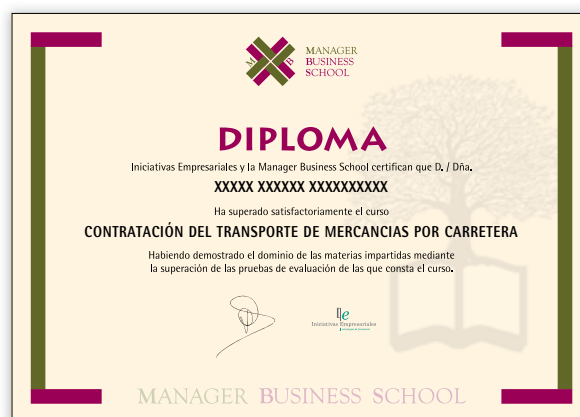 M B
MANAGER
BUSINESS
SCHOOL
DIPLOMA
Iniciativas Empresariales y la Manager Business School certifican que D. / Dña.
XXXXX XXXXXX XXXXXXXXXX
Ha superado satisfactoriamente el curso
CONTRATACIÓN DEL TRANSPORTE DE MERCANCIAS POR CARRETERA
Habiendo demostrado el dominio de las materias impartidas mediante
la superación de las pruebas de evaluación de las que consta el curso.
Iniciativas Empresariales
MANAGER BUSINESS SCHOOL